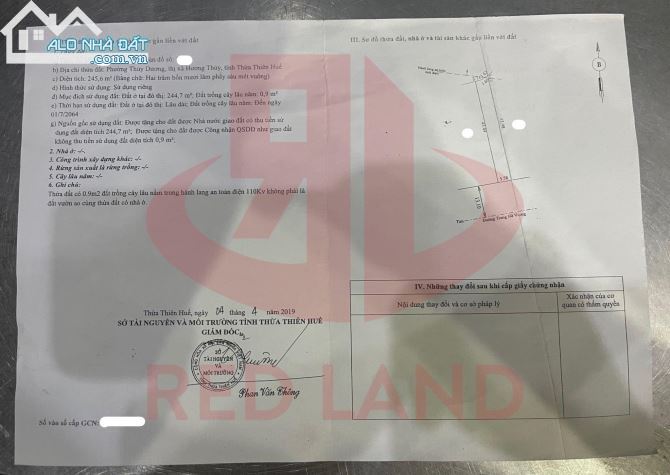 ALO NHÀ ĐẤT
gắn liền với đất
số:
b) Địa chỉ thửa đất: Phường Thủy Dương, thị xã Hương Thủy, tỉnh Thừa Thiên Huế
c) Diện tích: 245,6 m² (Bằng chữ: Hai trăm bốn mươi lăm phẩy sáu mét vuông)
d) Hình thức sử dụng: Sử dụng riêng
đ) Mục đích sử dụng đất: Đất ở tại đô thị: 244,7 m²; Đất trồng cây lâu năm: 0,9 m²
e) Thời hạn sử dụng đất: Đất ở tại đô thị: Lâu dài; Đất trồng cây lâu năm: Đến ngày
01/7/2064
g) Nguồn gốc sử dụng đất: Được tặng cho đất được Nhà nước giao đất có thu tiền sử
dụng đất diện tích 244,7 m²; Được tặng cho đất được Công nhận QSDĐ như giao đất
không thu tiền sử dụng đất diện tích 0,9 m².
2. Nhà ở: -/-
3. Công trình xây dựng khác: -/-
4. Rừng sản xuất là rừng trồng: -/-
5. Cây lâu năm: -/-
6. Ghi chú:
Thửa đất có 0.9m2 đất trồng cây lâu năm trong hành lang an toàn điện 110Kv không phải là
đất vườn ao cùng thửa đất có nhà ở.
Thừa Thiên Huế, ngày 04 tháng 4 năm 2019
SỞ TÀI NGUYÊN VÀ MÔI TRƯỜNG TỈNH THỪA THIÊN HUẾ
GIÁM ĐỐC
SỞ
TÀI NGUYÊN
VÀ
MÔI TRƯỜNG
Phan Văn Thông
Số vào sổ cấp GCN:
III. Sơ đồ thửa đất, nhà ở và tài sản khác gắn liền với đất
B
13.10
Đường Trưng Nữ Vương
IV. Những thay đổi sau khi cấp giấy chứng nhận
Nội dung thay đổi và cơ sở pháp lý
Xác nhận của cơ
quan có thẩm quyền
RED LAND